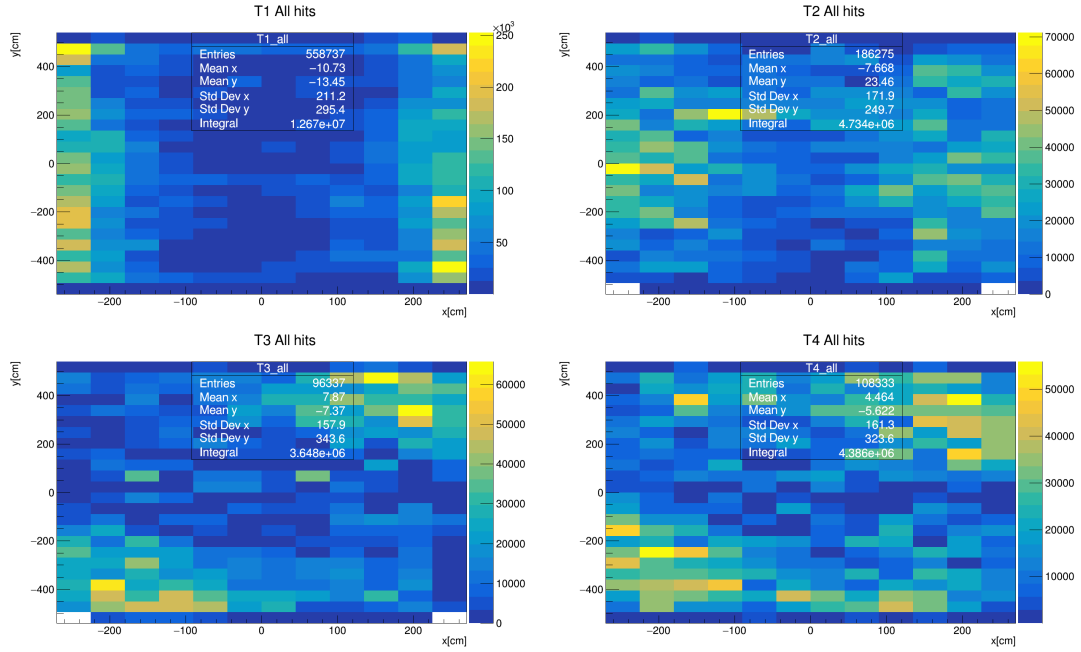 T1 All hits
T2 All hits
y[cm]
×10³
T1_all
Entries 558737
Mean x −10.73
Mean y −13.45
Std Dev x 211.2
Std Dev y 295.4
Integral 1.267e+07
400
200
0
−200
−400
−200 −100 0 100 200
x[cm]
250
200
150
100
50
y[cm]
T2_all
Entries 186275
Mean x −7.668
Mean y 23.46
Std Dev x 171.9
Std Dev y 249.7
Integral 4.734e+06
400
200
0
−200
−400
−200 −100 0 100 200
x[cm]
70000
60000
50000
40000
30000
20000
10000
0
T3 All hits
T4 All hits
y[cm]
T3_all
Entries 96337
Mean x 7.87
Mean y −7.37
Std Dev x 157.9
Std Dev y 343.6
Integral 3.648e+06
400
200
0
−200
−400
−200 −100 0 100 200
x[cm]
60000
50000
40000
30000
20000
10000
0
y[cm]
T4_all
Entries 108333
Mean x 4.464
Mean y −5.622
Std Dev x 161.3
Std Dev y 323.6
Integral 4.386e+06
400
200
0
−200
−400
−200 −100 0 100 200
x[cm]
50000
40000
30000
20000
10000